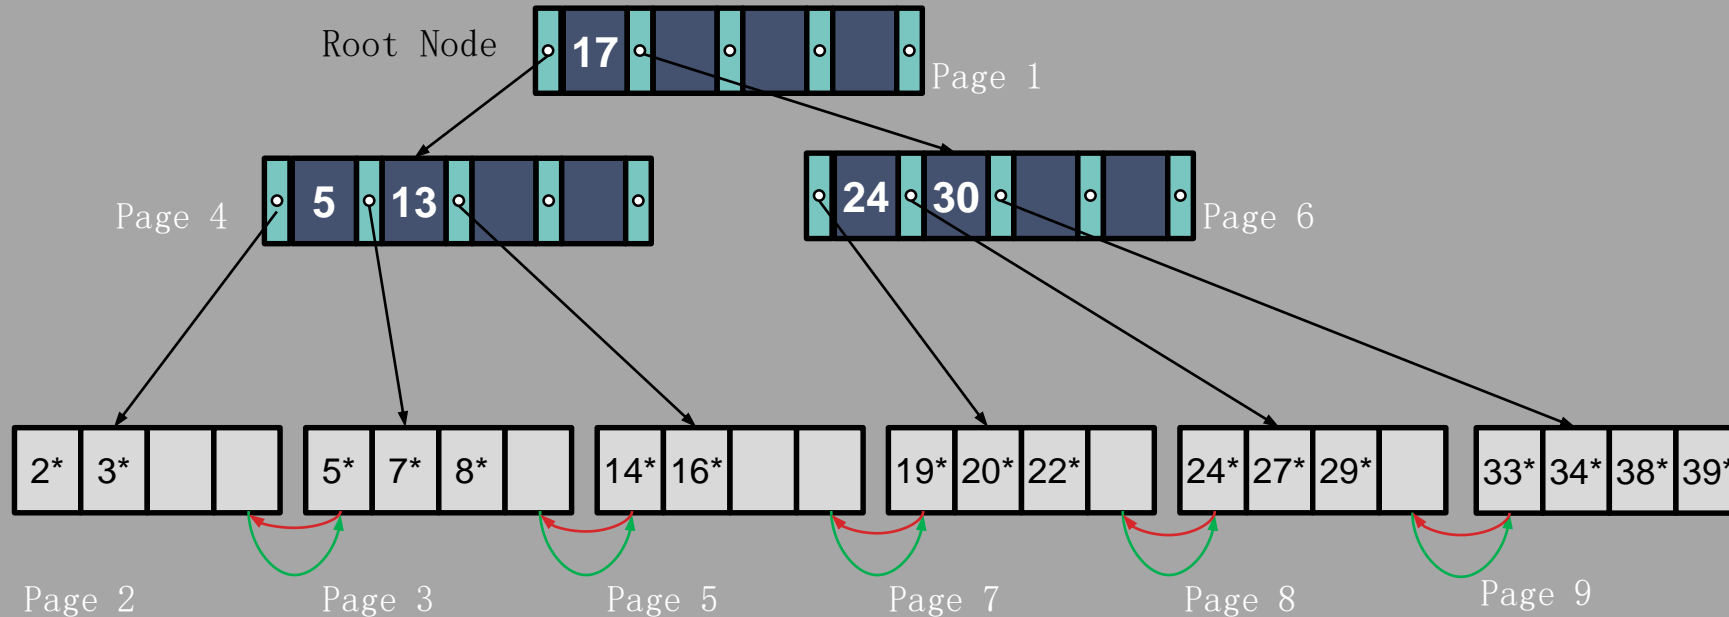 Root Node
17
Page 1
Page 4
5 13
24 30
Page 6
2* 3*
5* 7* 8*
14* 16*
19* 20* 22*
24* 27* 29*
33* 34* 38* 39*
Page 2
Page 3
Page 5
Page 7
Page 8
Page 9